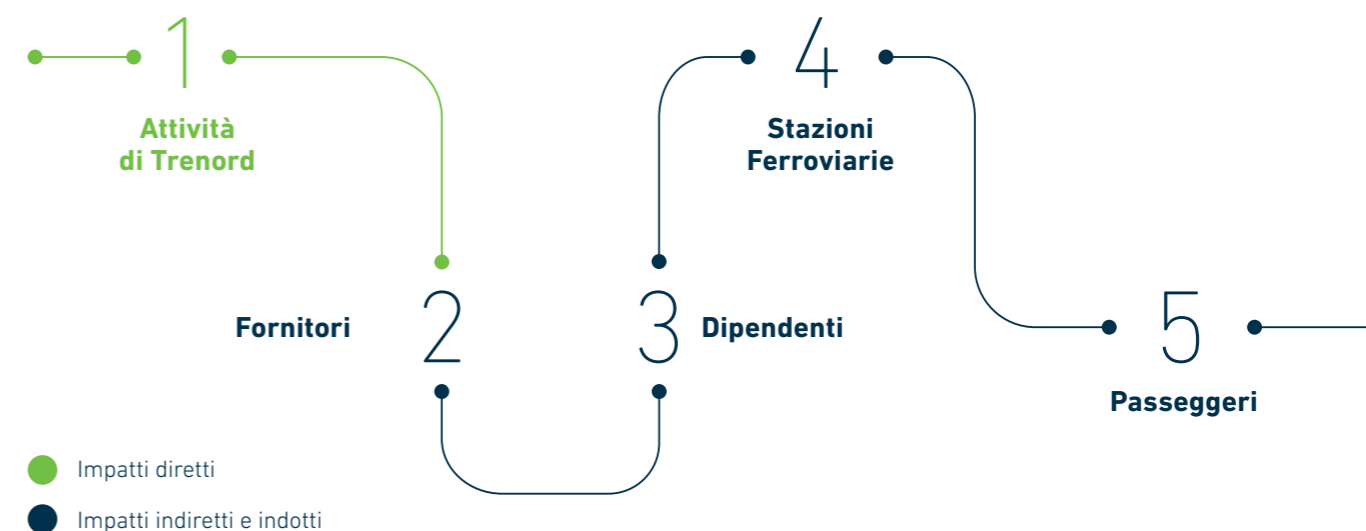 1
Attività
di Trenord
2
Fornitori
3
Dipendenti
4
Stazioni
Ferroviarie
5
Passeggeri
Impatti diretti
Impatti indiretti e indotti